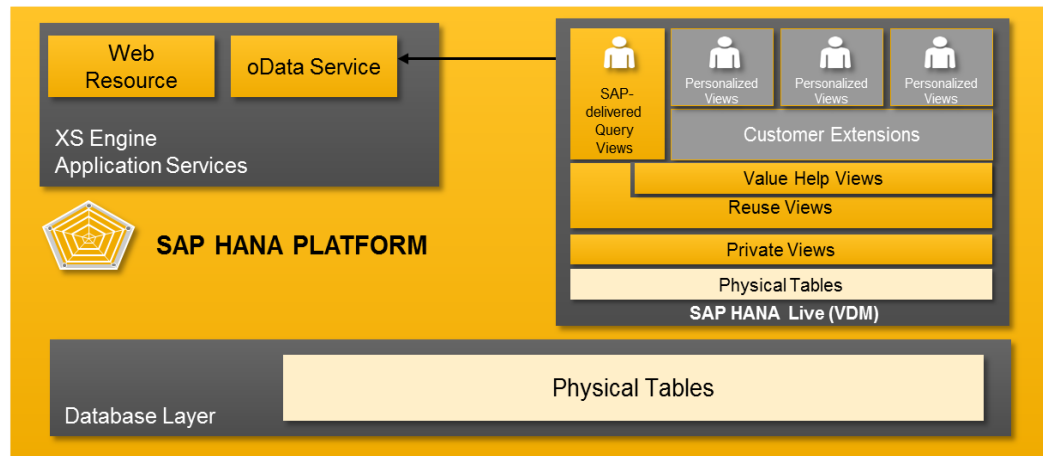 Web
Resource
oData Service
XS Engine
Application Services
SAP HANA PLATFORM
SAP-
delivered
Query
Views
Personalized
Views
Personalized
Views
Personalized
Views
Customer Extensions
Value Help Views
Reuse Views
Private Views
Physical Tables
SAP HANA Live (VDM)
Database Layer
Physical Tables